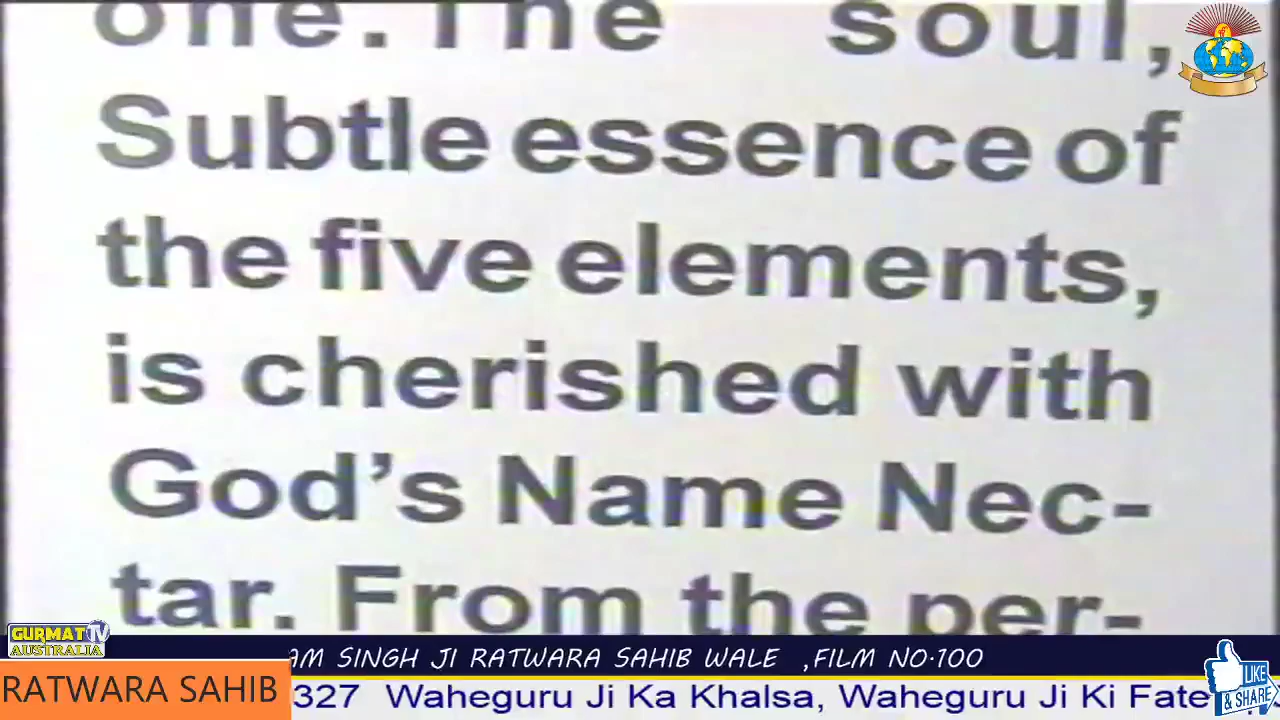 one. The soul,
Subtle essence of
the five elements,
is cherished with
God's Name Nec-
tar. From the per-
GURMAT TV
AUSTRALIA
AM SINGH JI RATWARA SAHIB WALE ,FILM NO.100
RATWARA SAHIB
327 Waheguru Ji Ka Khalsa, Waheguru Ji Ki Fate
LIKE
& SHARE